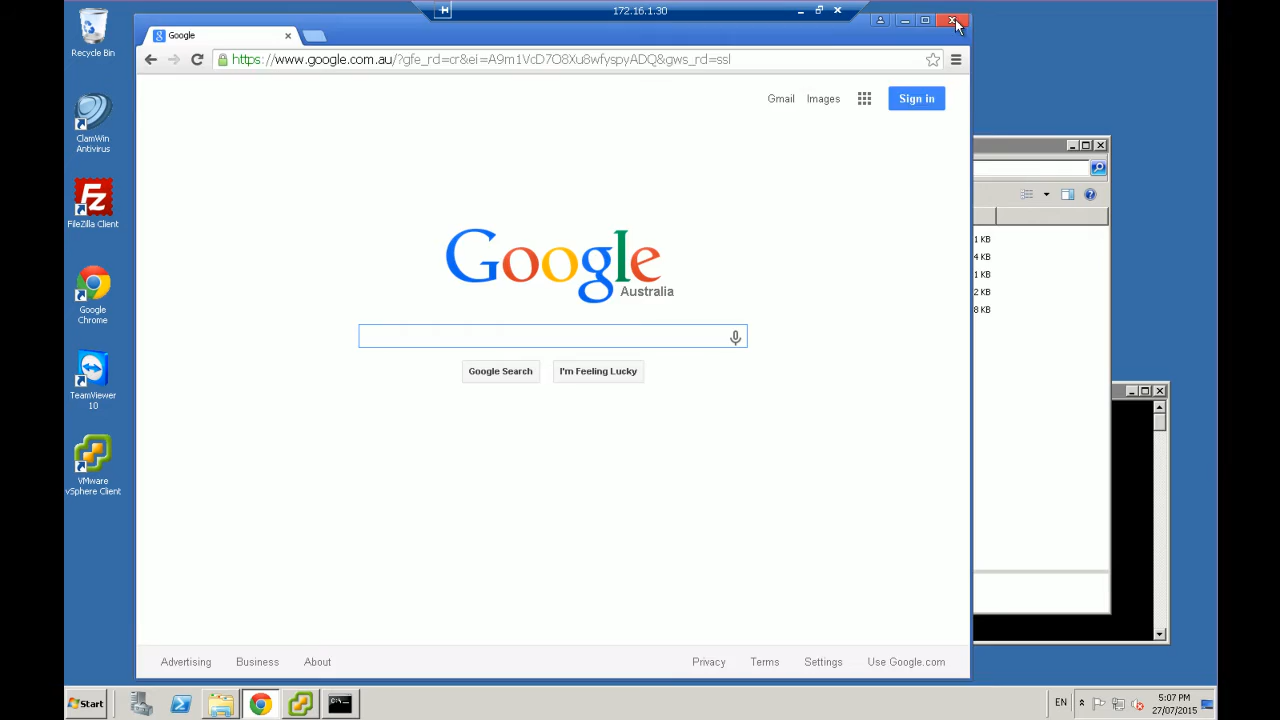 172.16.1.30
Recycle Bin
Google
https://www.google.com.au/?gfe_rd=cr&ei=A9m1VcD7O8Xu8wfyspyADQ&gws_rd=ssl
Gmail
Images
Sign in
ClamWin
Antivirus
FileZilla Client
Google
Chrome
TeamViewer
10
VMware
vSphere Client
Google
Australia
Google Search
I'm Feeling Lucky
1 KB
4 KB
1 KB
2 KB
8 KB
Advertising
Business
About
Privacy
Terms
Settings
Use Google.com
Start
EN
5:07 PM
27/07/2015